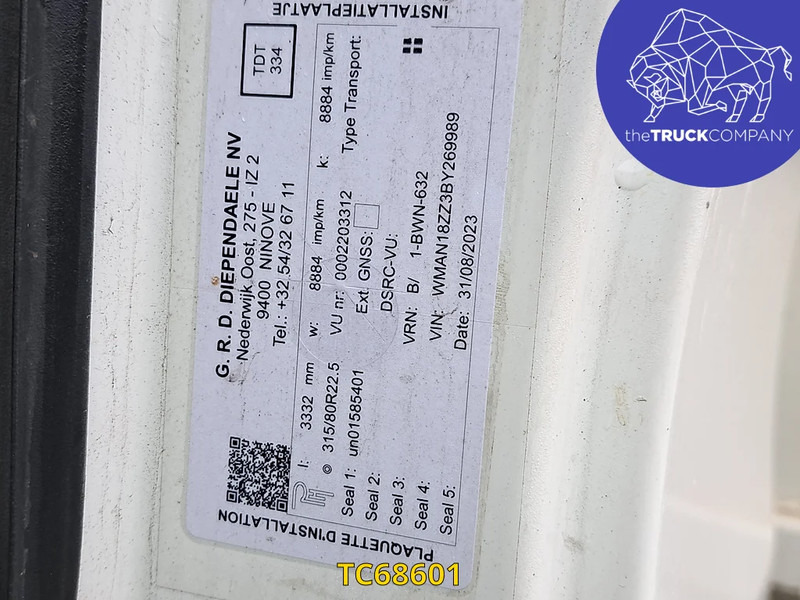 PLAQUETTE D'INSTALLATION
INSTALLATIEPLAATJE
G. R. D. DIEPENDAELE NV
Nederwijk Oost, 275 - IZ 2
9400 NINOVE
Tel.: +32 54/32 67 11
TDT
334
l: 3332 mm w: 8884 imp/km k: 8884 imp/km
315/80R22.5 VU nr: 0002203312 Type Transport:
Seal 1: un01585401 Ext. GNSS:
Seal 2: DSRC-VU:
Seal 3: VRN: B/ 1-BWN-632
Seal 4: VIN: WMAN18ZZ3BY269989
Seal 5: Date: 31/08/2023
theTRUCKCOMPANY
TC68601